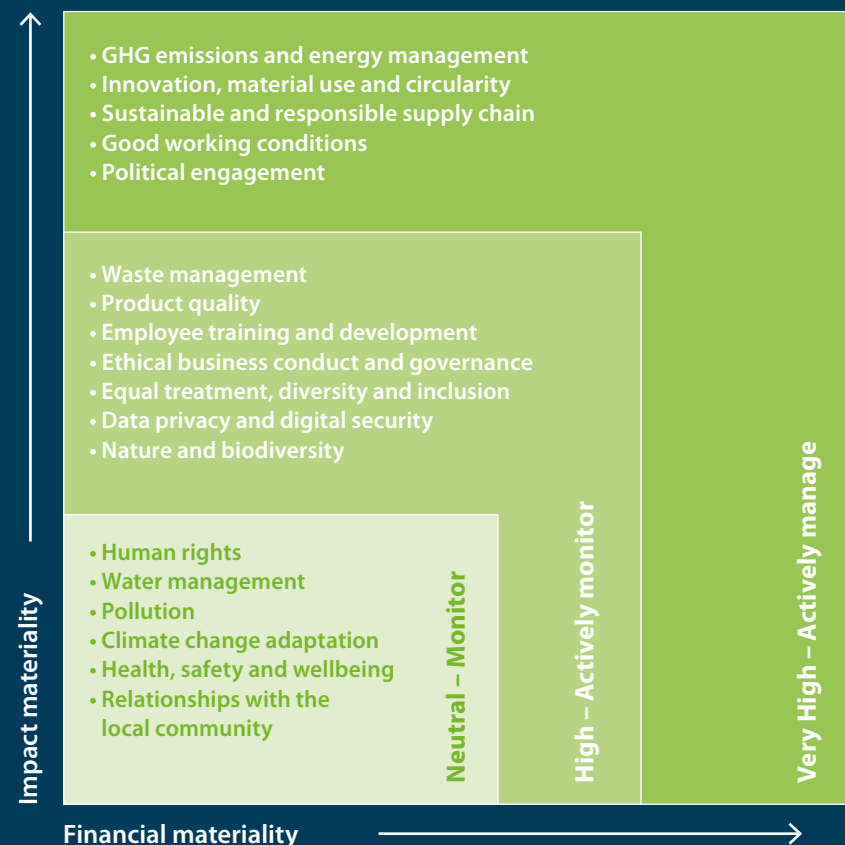 • GHG emissions and energy management
• Innovation, material use and circularity
• Sustainable and responsible supply chain
• Good working conditions
• Political engagement
• Waste management
• Product quality
• Employee training and development
• Ethical business conduct and governance
• Equal treatment, diversity and inclusion
• Data privacy and digital security
• Nature and biodiversity
• Human rights
• Water management
• Pollution
• Climate change adaptation
• Health, safety and wellbeing
• Relationships with the
local community
Neutral – Monitor
High – Actively monitor
Very High – Actively manage
Impact materiality
Financial materiality